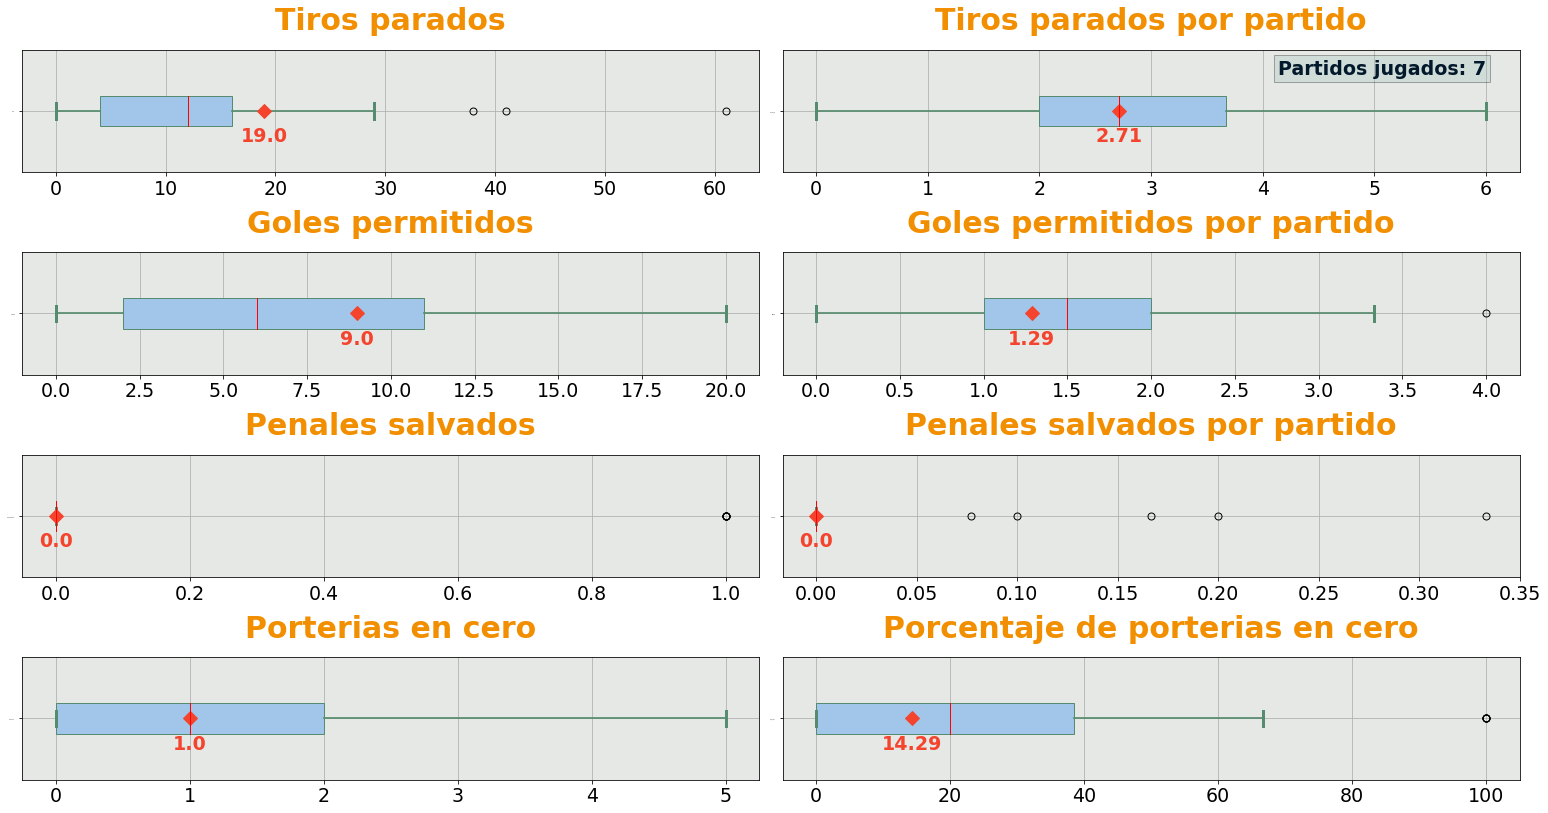 Tiros parados
Tiros parados por partido
Partidos jugados: 7
19.0
2.71
0 10 20 30 40 50 60
0 1 2 3 4 5 6
Goles permitidos
Goles permitidos por partido
9.0
1.29
0.0 2.5 5.0 7.5 10.0 12.5 15.0 17.5 20.0
0.0 0.5 1.0 1.5 2.0 2.5 3.0 3.5 4.0
Penales salvados
Penales salvados por partido
0.0
0.0
0.0 0.2 0.4 0.6 0.8 1.0
0.00 0.05 0.10 0.15 0.20 0.25 0.30 0.35
Porterias en cero
Porcentaje de porterias en cero
1.0
14.29
0 1 2 3 4 5
0 20 40 60 80 100